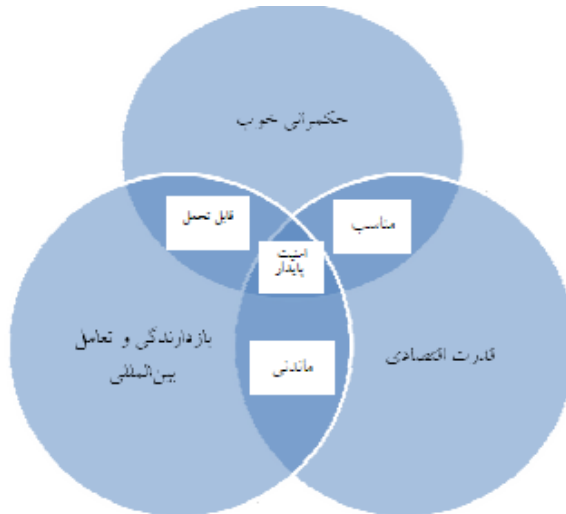 حکمرانی خوب
قابل تحمل
مناسب
امنیت
پایدار
بازدارندگی و تعامل
بین‌المللی
ماندنی
قدرت اقتصادی